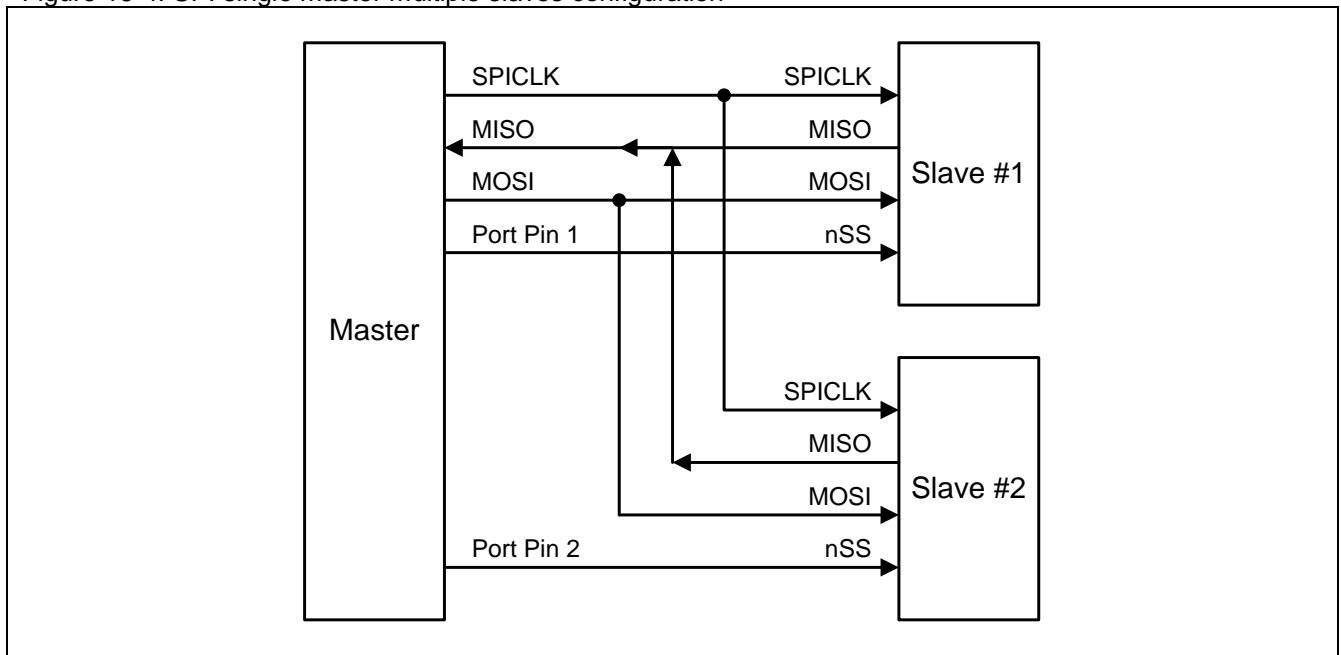 SPICLK SPICLK
MISO MISO
MOSI MOSI
Port Pin 1 nSS
Slave #1
Master
SPICLK
MISO
MOSI
Slave #2
Port Pin 2 nSS